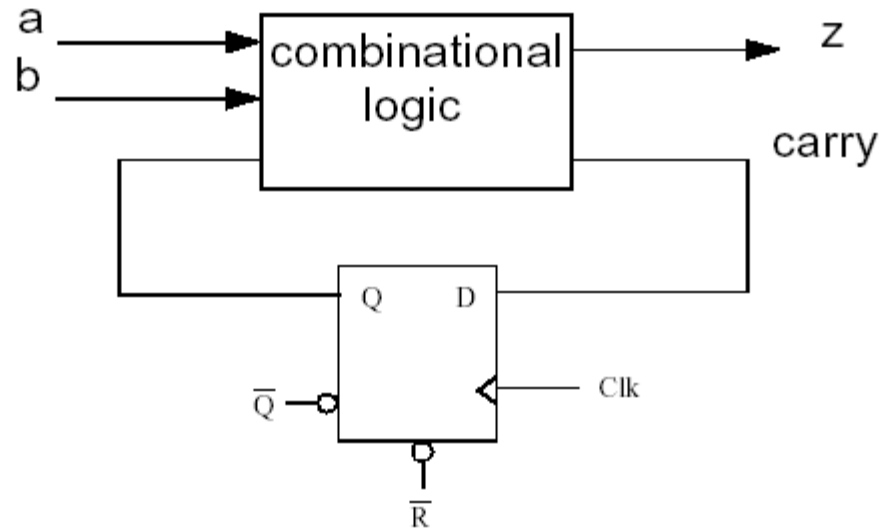 a
b
combinational
logic
z
carry
Q D
Q̅
Clk
R̅